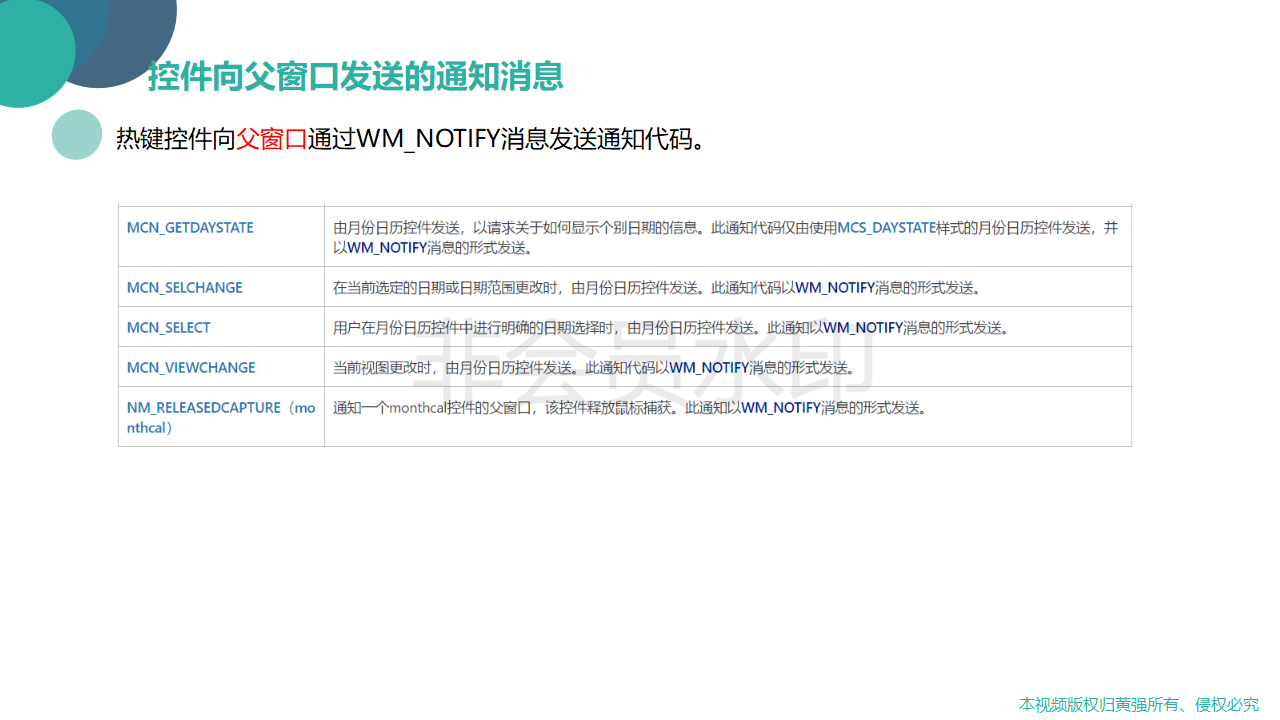 控件向父窗口发送的通知消息
热键控件向父窗口通过WM_NOTIFY消息发送通知代码。
MCN_GETDAYSTATE
由月份日历控件发送，以请求关于如何显示个别日期的信息。此通知代码仅由使用MCS_DAYSTATE样式的月份日历控件发送，并
以WM_NOTIFY消息的形式发送。
MCN_SELCHANGE
在当前选定的日期或日期范围更改时，由月份日历控件发送。此通知代码以WM_NOTIFY消息的形式发送。
MCN_SELECT
用户在月份日历控件中进行明确的日期选择时，由月份日历控件发送。此通知以WM_NOTIFY消息的形式发送。
MCN_VIEWCHANGE
当前视图更改时，由月份日历控件发送。此通知代码以WM_NOTIFY消息的形式发送。
NM_RELEASEDCAPTURE（mo
nthcal）
通知一个monthcal控件的父窗口，该控件释放鼠标捕获。此通知以WM_NOTIFY消息的形式发送。
非会员水印
本视频版权归黄强所有、侵权必究